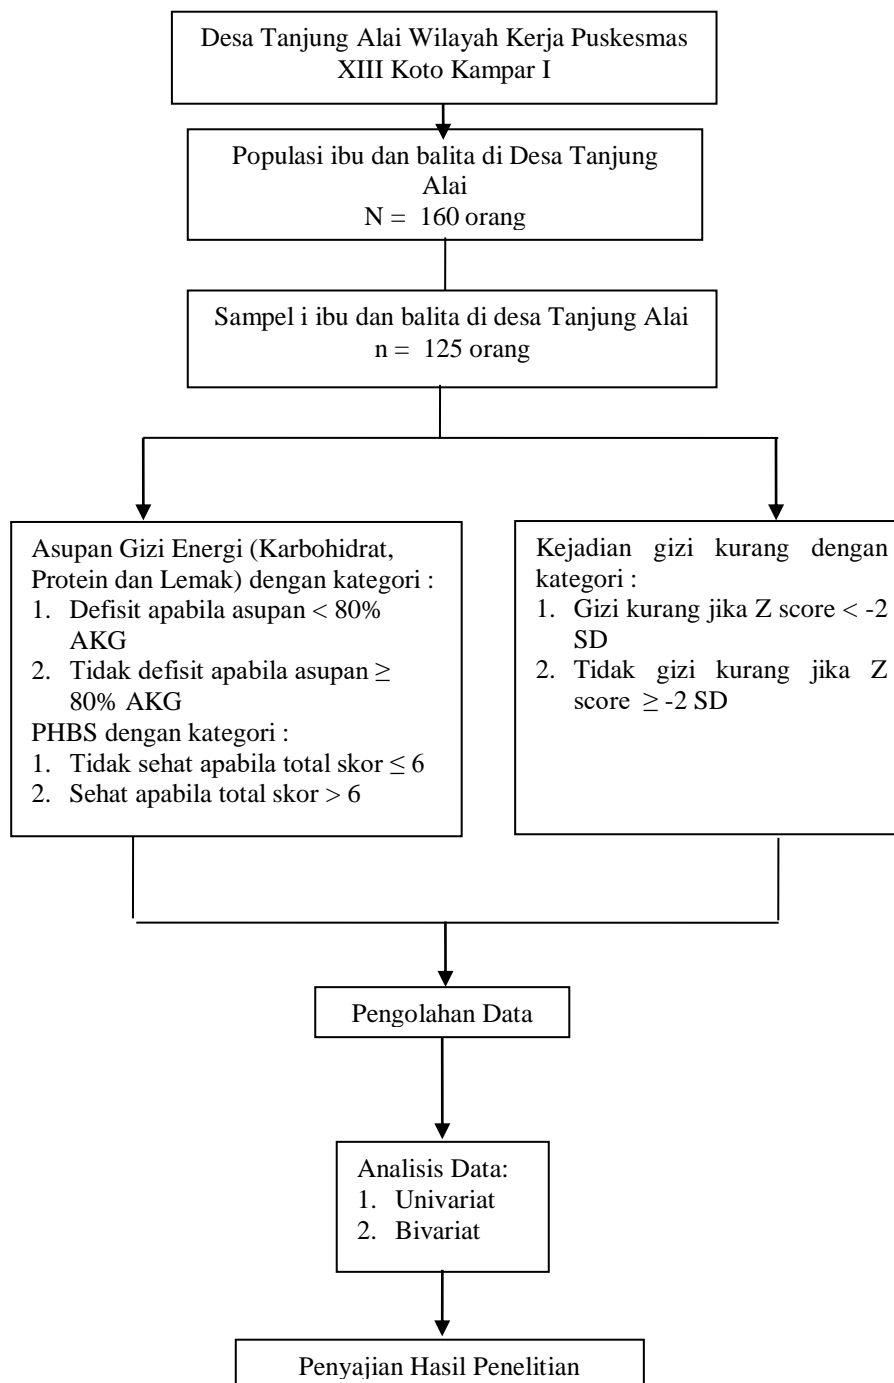 Desa Tanjung Alai Wilayah Kerja Puskesmas
XIII Koto Kampar I
Populasi ibu dan balita di Desa Tanjung
Alai
N = 160 orang
Sampel i ibu dan balita di desa Tanjung Alai
n = 125 orang
Asupan Gizi Energi (Karbohidrat,
Protein dan Lemak) dengan kategori :
1. Defisit apabila asupan < 80%
AKG
2. Tidak defisit apabila asupan ≥
80% AKG
PHBS dengan kategori :
1. Tidak sehat apabila total skor ≤ 6
2. Sehat apabila total skor > 6
Kejadian gizi kurang dengan
kategori :
1. Gizi kurang jika Z score < -2
SD
2. Tidak gizi kurang jika Z
score ≥ -2 SD
Pengolahan Data
Analisis Data:
1. Univariat
2. Bivariat
Penyajian Hasil Penelitian